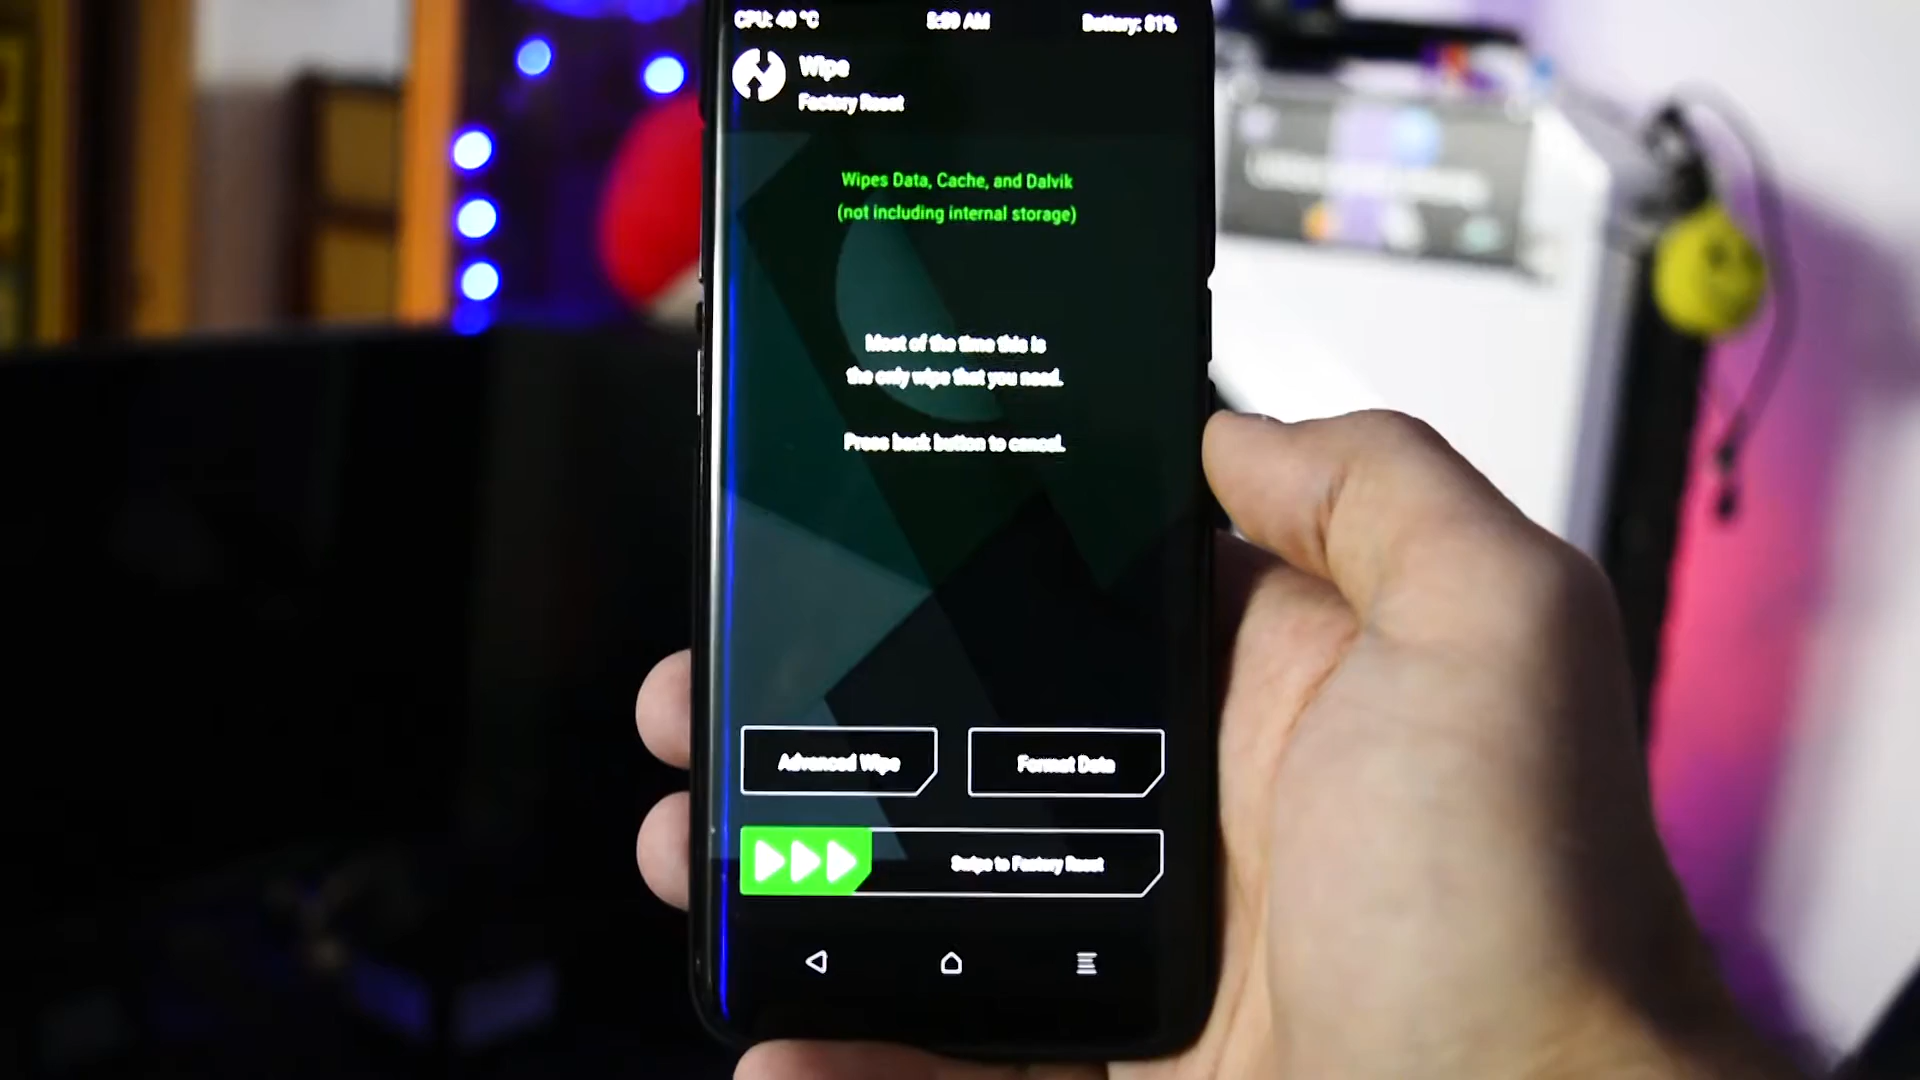 CPU: 40 °C
Battery: 81%
Wipe
Factory Reset
Wipes Data, Cache, and Dalvik
(not including internal storage)
Most of the time this is
the only wipe that you need.
Press back button to cancel.
Advanced Wipe
Format Data
Swipe to Factory Reset